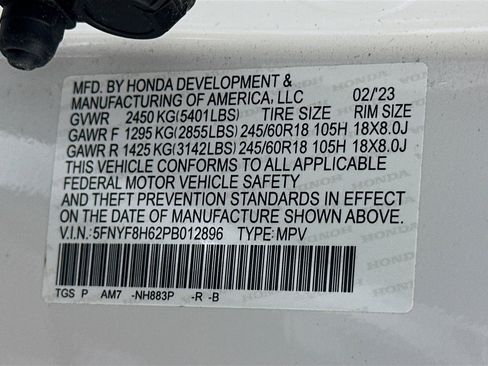 MFD. BY HONDA DEVELOPMENT &
MANUFACTURING OF AMERICA, LLC 02/'23
GVWR 2450 KG(5401LBS) TIRE SIZE RIM SIZE
GAWR F 1295 KG(2855LBS) 245/60R18 105H 18X8.0J
GAWR R 1425 KG(3142LBS) 245/60R18 105H 18X8.0J
THIS VEHICLE CONFORMS TO ALL APPLICABLE
FEDERAL MOTOR VEHICLE SAFETY
AND THEFT PREVENTION STANDARDS IN EFFECT
ON THE DATE OF MANUFACTURE SHOWN ABOVE.
V.I.N.: 5FNYF8H62PB012896 TYPE: MPV
TGS P AM7 -NH883P -R -B